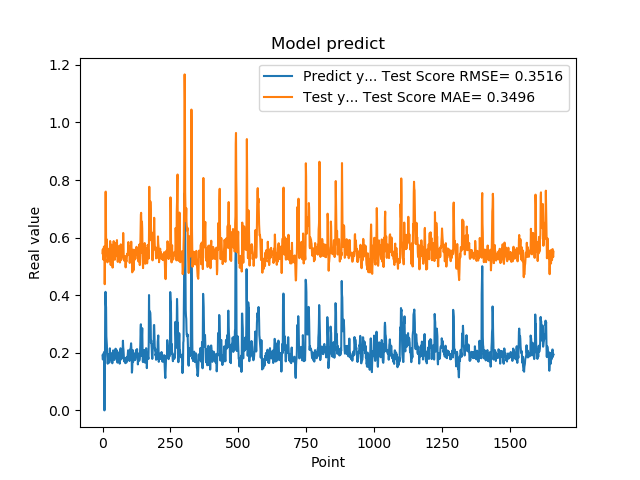 Model predict
Predict y... Test Score RMSE= 0.3516
Test y... Test Score MAE= 0.3496
Real value
1.2
1.0
0.8
0.6
0.4
0.2
0.0
0 250 500 750 1000 1250 1500
Point